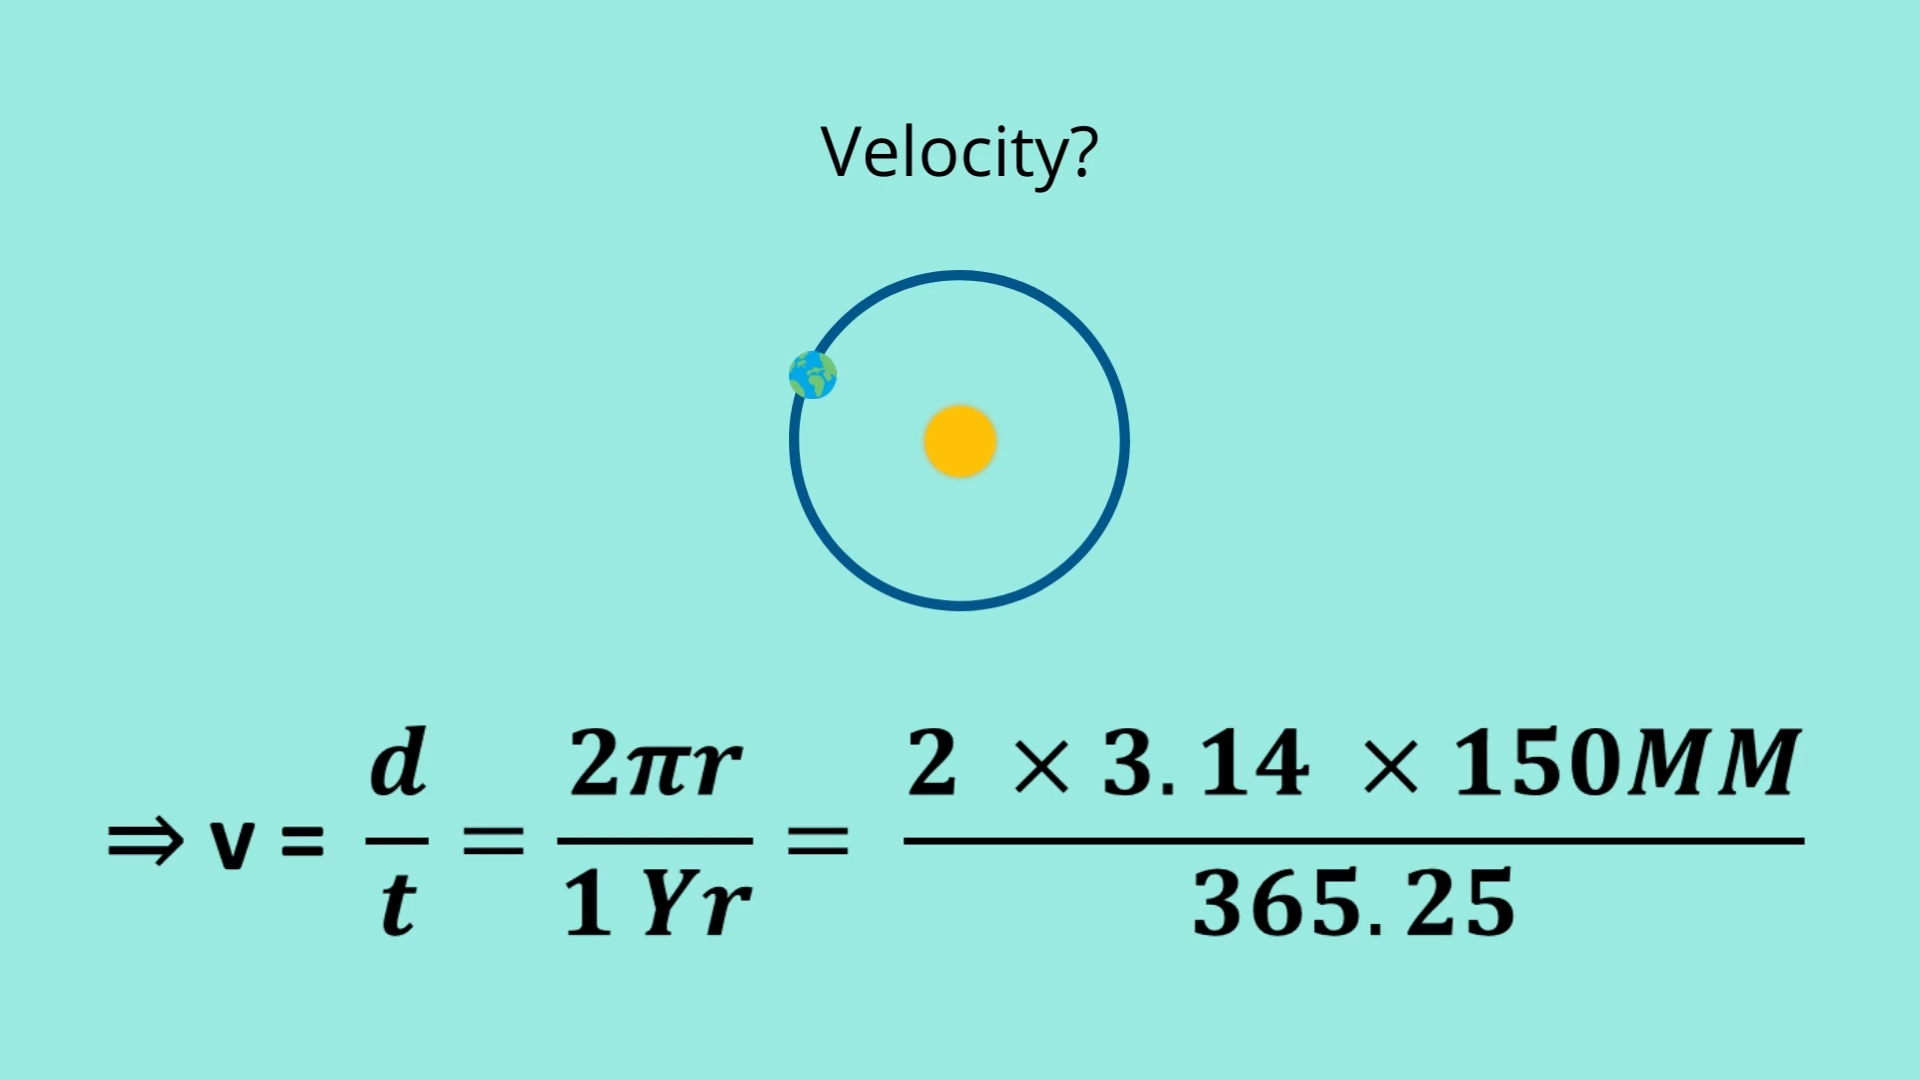 Velocity?
⇒ v = d/t = 2πr/1 Yr = 2 × 3.14 × 150MM/365.25